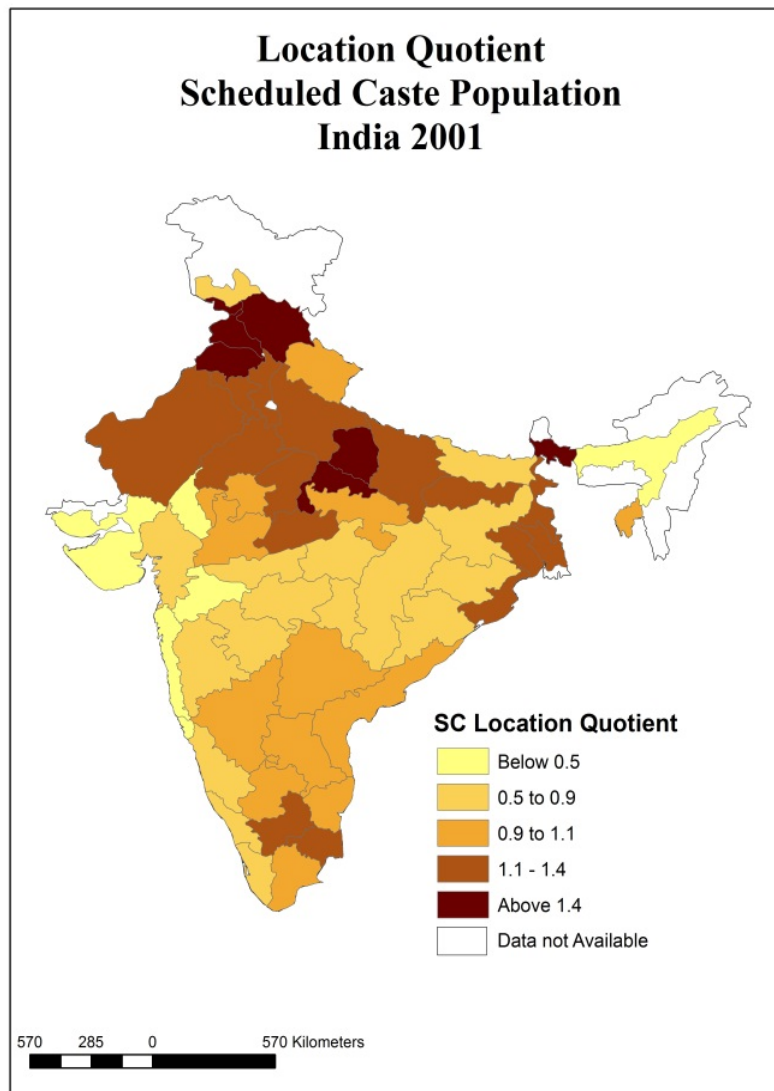 Location Quotient
Scheduled Caste Population
India 2001
SC Location Quotient
Below 0.5
0.5 to 0.9
0.9 to 1.1
1.1 - 1.4
Above 1.4
Data not Available
570 285 0 570 Kilometers